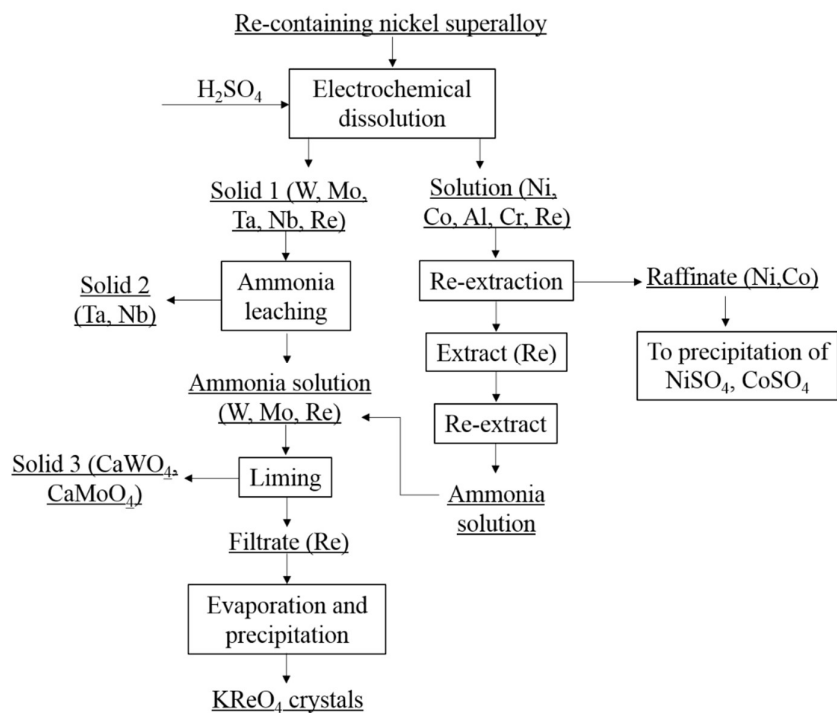 Re-containing nickel superalloy
H₂SO₄
Electrochemical
dissolution
Solid 1 (W, Mo,
Ta, Nb, Re)
Solution (Ni,
Co, Al, Cr, Re)
Solid 2
(Ta, Nb)
Ammonia
leaching
Re-extraction
Raffinate (Ni,Co)
Extract (Re)
To precipitation of
NiSO₄, CoSO₄
Ammonia solution
(W, Mo, Re)
Re-extract
Solid 3 (CaWO₄,
CaMoO₄)
Liming
Ammonia
solution
Filtrate (Re)
Evaporation and
precipitation
KReO₄ crystals